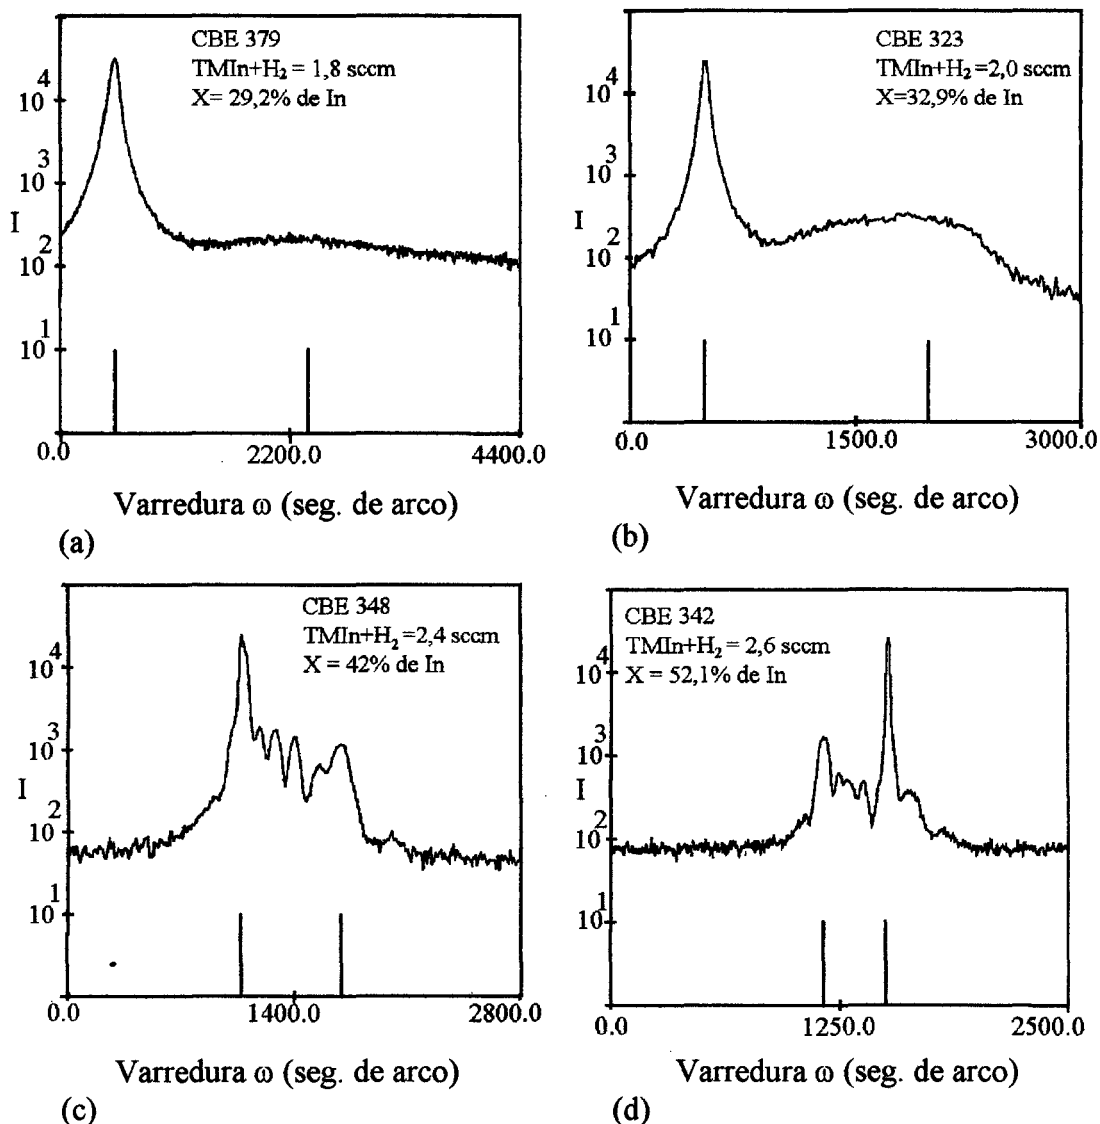 CBE 379
TMIn+H₂ = 1,8 sccm
X= 29,2% de In
10⁴
10³
I
10²
10¹
0.0 2200.0 4400.0
Varredura ω (seg. de arco)
(a)
CBE 323
TMIn+H₂=2,0 sccm
X=32,9% de In
10⁴
10³
I
10²
10¹
0.0 1500.0 3000.0
Varredura ω (seg. de arco)
(b)
CBE 348
TMIn+H₂ =2,4 sccm
X = 42% de In
10⁴
10³
I
10²
10¹
0.0 1400.0 2800.0
Varredura ω (seg. de arco)
(c)
CBE 342
TMIn+H₂ = 2,6 sccm
X = 52,1% de In
10⁴
10³
I
10²
10¹
0.0 1250.0 2500.0
Varredura ω (seg. de arco)
(d)